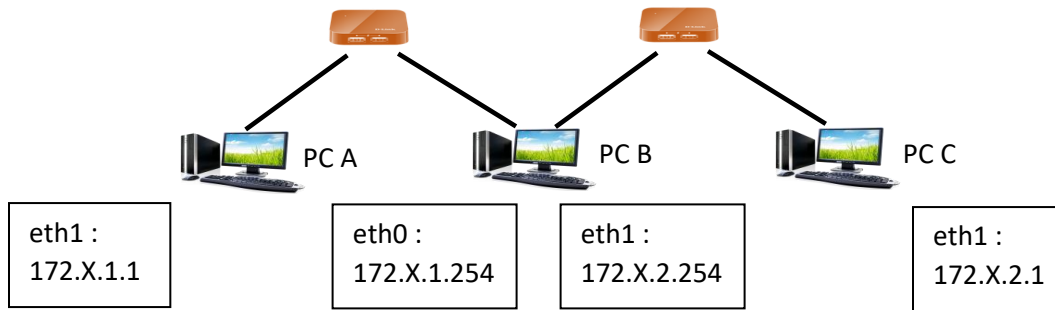 PC A
PC B
PC C
eth1 :
172.X.1.1
eth0 :
172.X.1.254
eth1 :
172.X.2.254
eth1 :
172.X.2.1